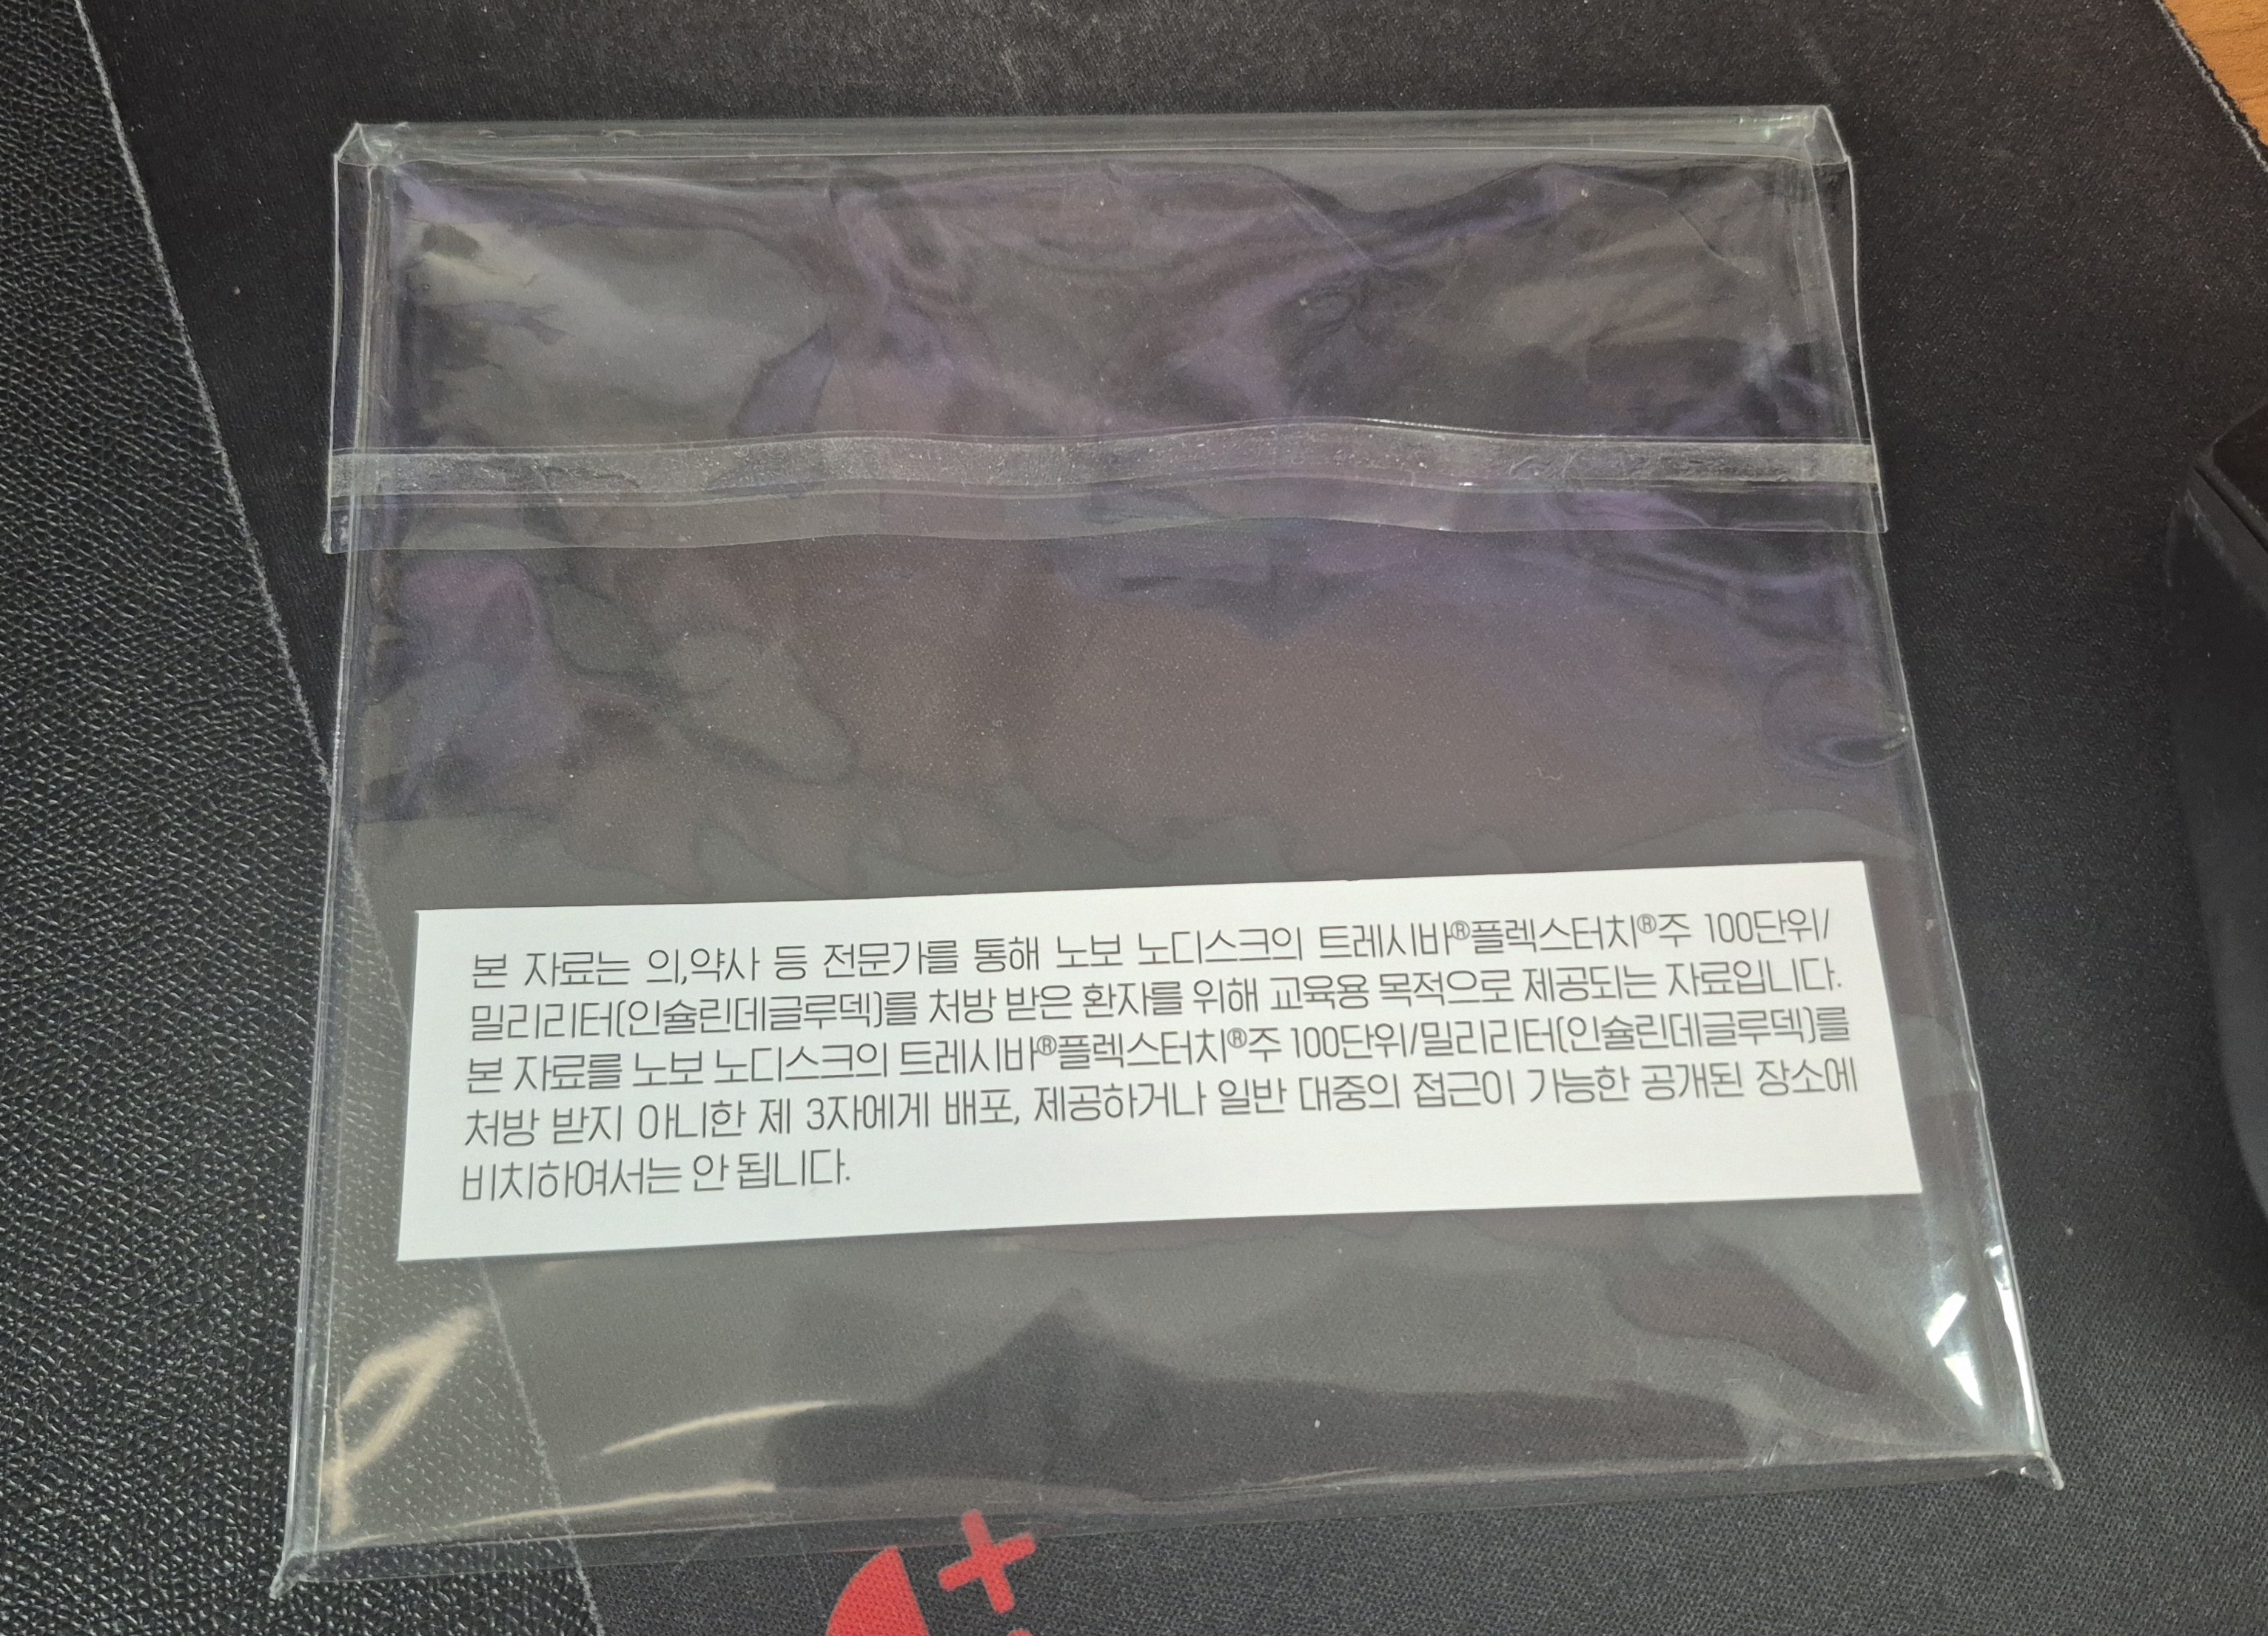 본 자료는 의,약사 등 전문가를 통해 노보 노디스크의 트레시바®플렉스터치®주 100단위/
밀리리터(인슐린데글루덱)를 처방 받은 환자를 위해 교육용 목적으로 제공되는 자료입니다.
본 자료를 노보 노디스크의 트레시바®플렉스터치®주 100단위/밀리리터(인슐린데글루덱)를
처방 받지 아니한 제 3자에게 배포, 제공하거나 일반 대중의 접근이 가능한 공개된 장소에
비치하여서는 안 됩니다.